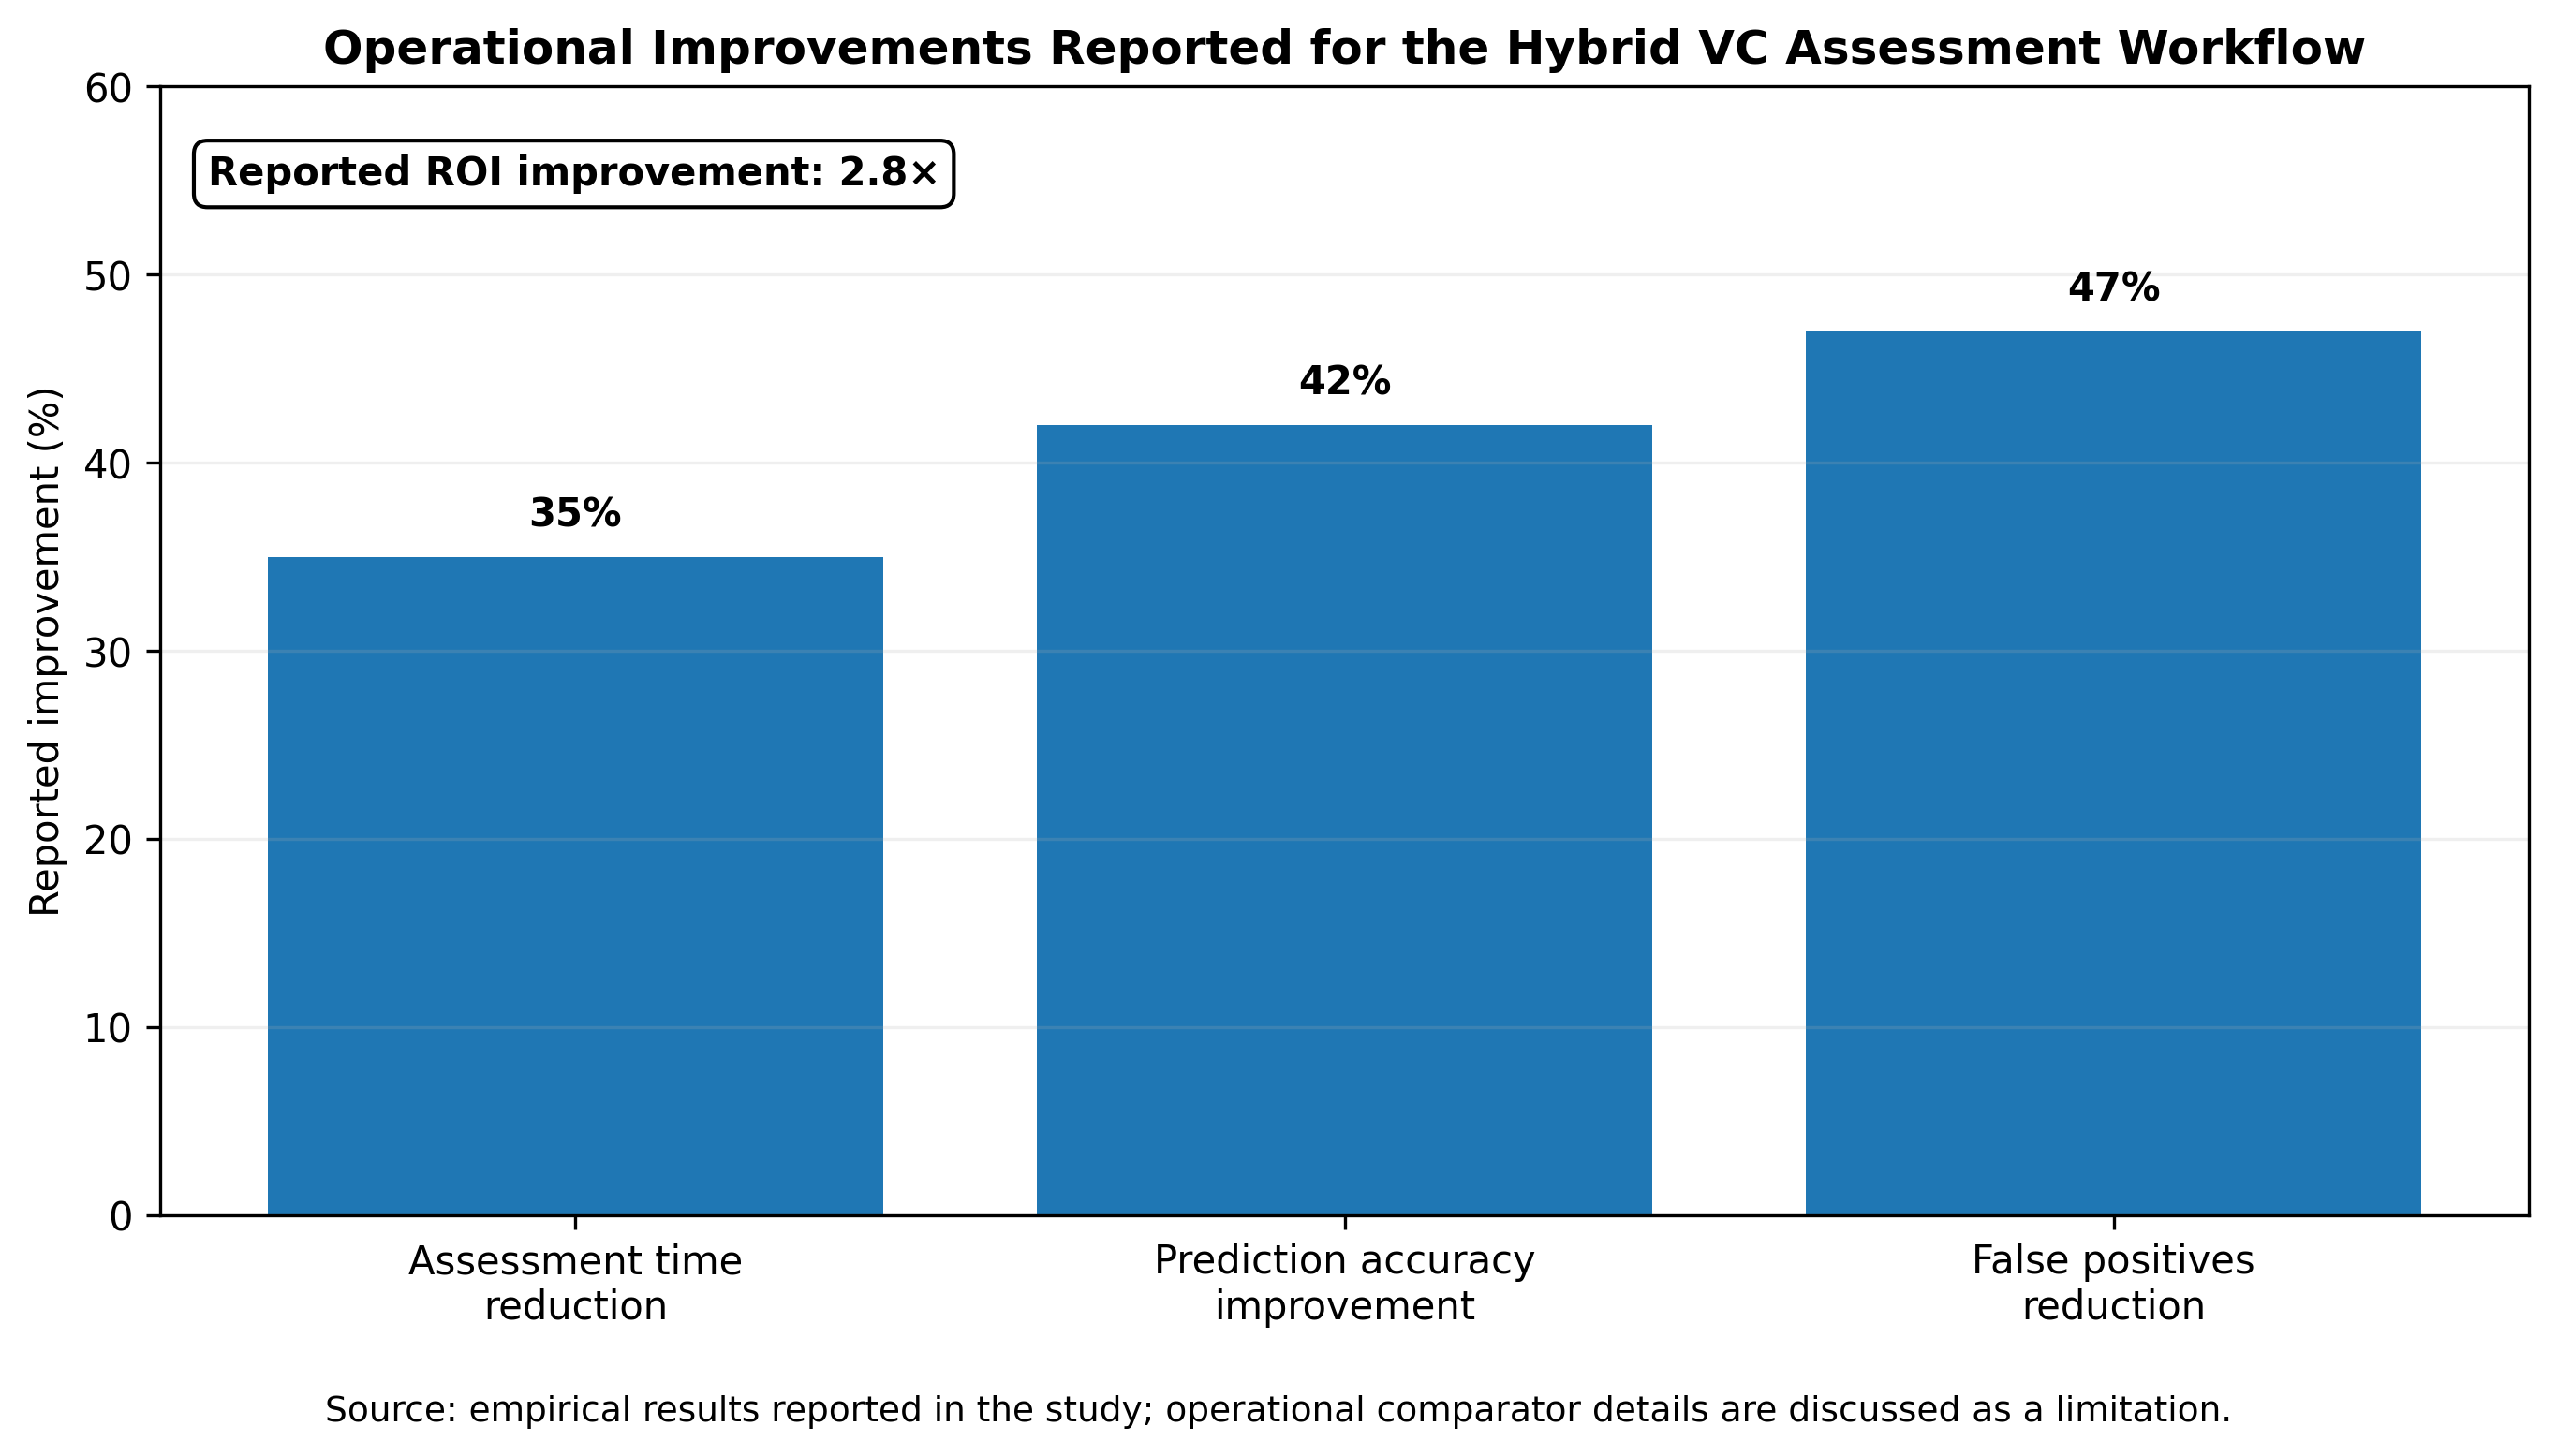 Operational Improvements Reported for the Hybrid VC Assessment Workflow
Reported improvement (%)
60
50
40
30
20
10
0
Reported ROI improvement: 2.8×
35%
42%
47%
Assessment time
reduction
Prediction accuracy
improvement
False positives
reduction
Source: empirical results reported in the study; operational comparator details are discussed as a limitation.